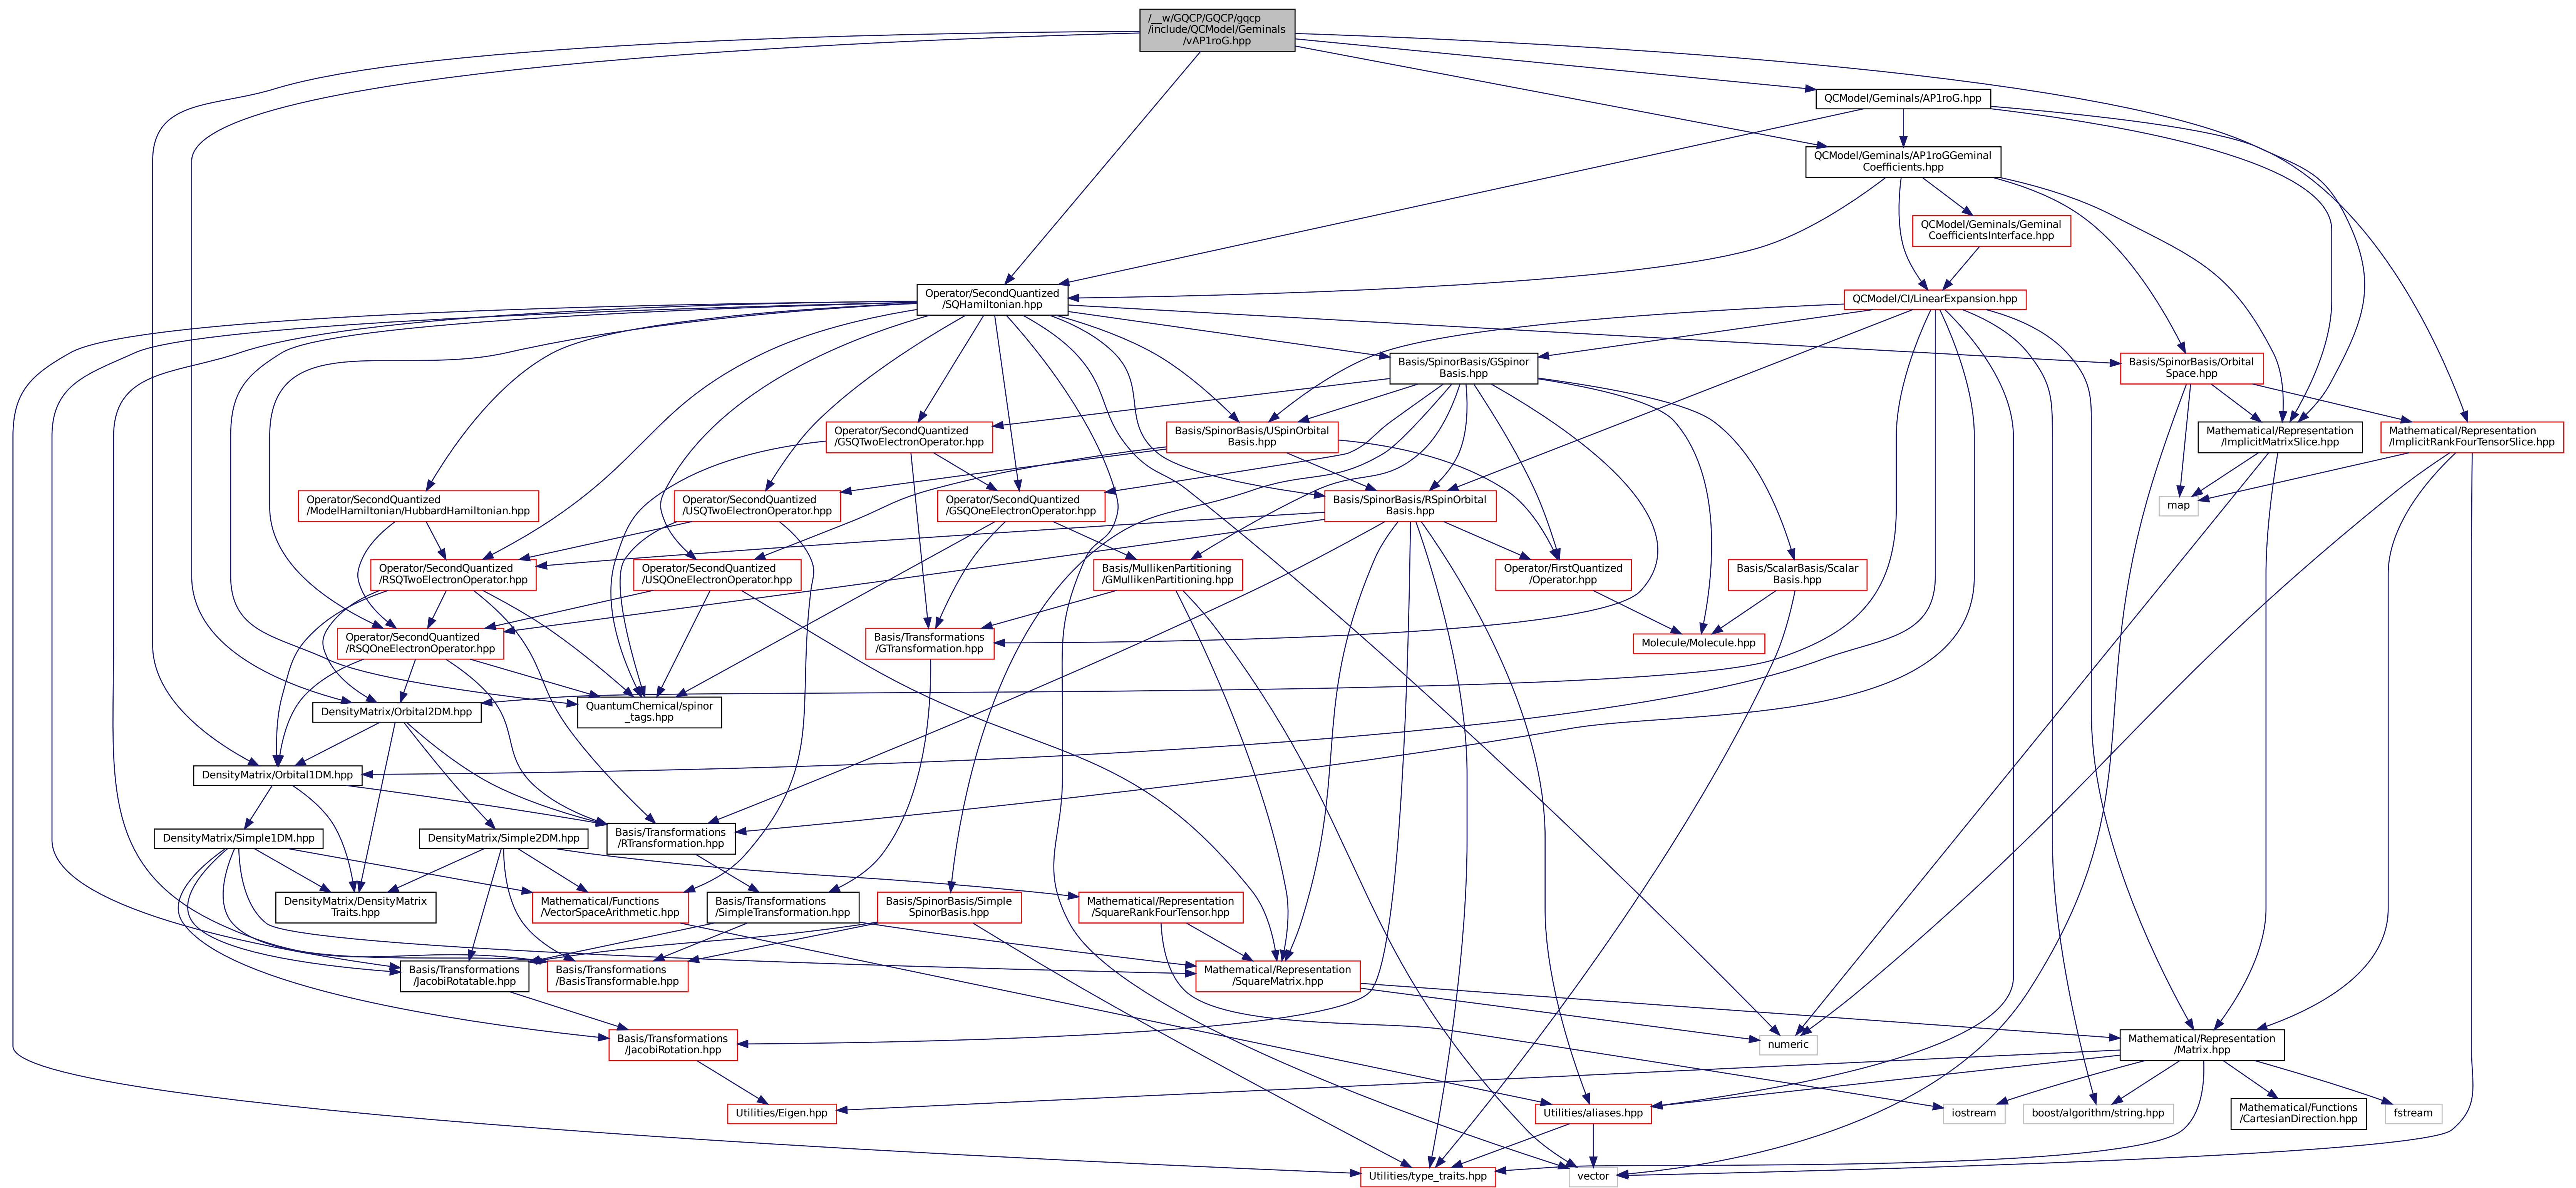 /__w/GQCP/GQCP/gqcp
/include/QCModel/Geminals
/vAP1roG.hpp
QCModel/Geminals/AP1roG.hpp
QCModel/Geminals/AP1roGGeminal
Coefficients.hpp
QCModel/Geminals/Geminal
CoefficientsInterface.hpp
Operator/SecondQuantized
/SQHamiltonian.hpp
QCModel/CI/LinearExpansion.hpp
Basis/SpinorBasis/GSpinor
Basis.hpp
Basis/SpinorBasis/Orbital
Space.hpp
Operator/SecondQuantized
/GSQTwoElectronOperator.hpp
Basis/SpinorBasis/USpinOrbital
Basis.hpp
Mathematical/Representation
/ImplicitMatrixSlice.hpp
Mathematical/Representation
/ImplicitRankFourTensorSlice.hpp
Operator/SecondQuantized
/ModelHamiltonian/HubbardHamiltonian.hpp
Operator/SecondQuantized
/USQTwoElectronOperator.hpp
Operator/SecondQuantized
/GSQOneElectronOperator.hpp
Basis/SpinorBasis/RSpinOrbital
Basis.hpp
map
Operator/SecondQuantized
/RSQTwoElectronOperator.hpp
Operator/SecondQuantized
/USQOneElectronOperator.hpp
Basis/MullikenPartitioning
/GMullikenPartitioning.hpp
Operator/FirstQuantized
/Operator.hpp
Basis/ScalarBasis/Scalar
Basis.hpp
Operator/SecondQuantized
/RSQOneElectronOperator.hpp
Basis/Transformations
/GTransformation.hpp
Molecule/Molecule.hpp
DensityMatrix/Orbital2DM.hpp
QuantumChemical/spinor
_tags.hpp
DensityMatrix/Orbital1DM.hpp
DensityMatrix/Simple1DM.hpp
DensityMatrix/Simple2DM.hpp
Basis/Transformations
/RTransformation.hpp
DensityMatrix/DensityMatrix
Traits.hpp
Mathematical/Functions
/VectorSpaceArithmetic.hpp
Basis/Transformations
/SimpleTransformation.hpp
Basis/SpinorBasis/Simple
SpinorBasis.hpp
Mathematical/Representation
/SquareRankFourTensor.hpp
Basis/Transformations
/JacobiRotatable.hpp
Basis/Transformations
/BasisTransformable.hpp
Mathematical/Representation
/SquareMatrix.hpp
Basis/Transformations
/JacobiRotation.hpp
numeric
Mathematical/Representation
/Matrix.hpp
Utilities/Eigen.hpp
Utilities/aliases.hpp
iostream
boost/algorithm/string.hpp
Mathematical/Functions
/CartesianDirection.hpp
fstream
Utilities/type_traits.hpp
vector